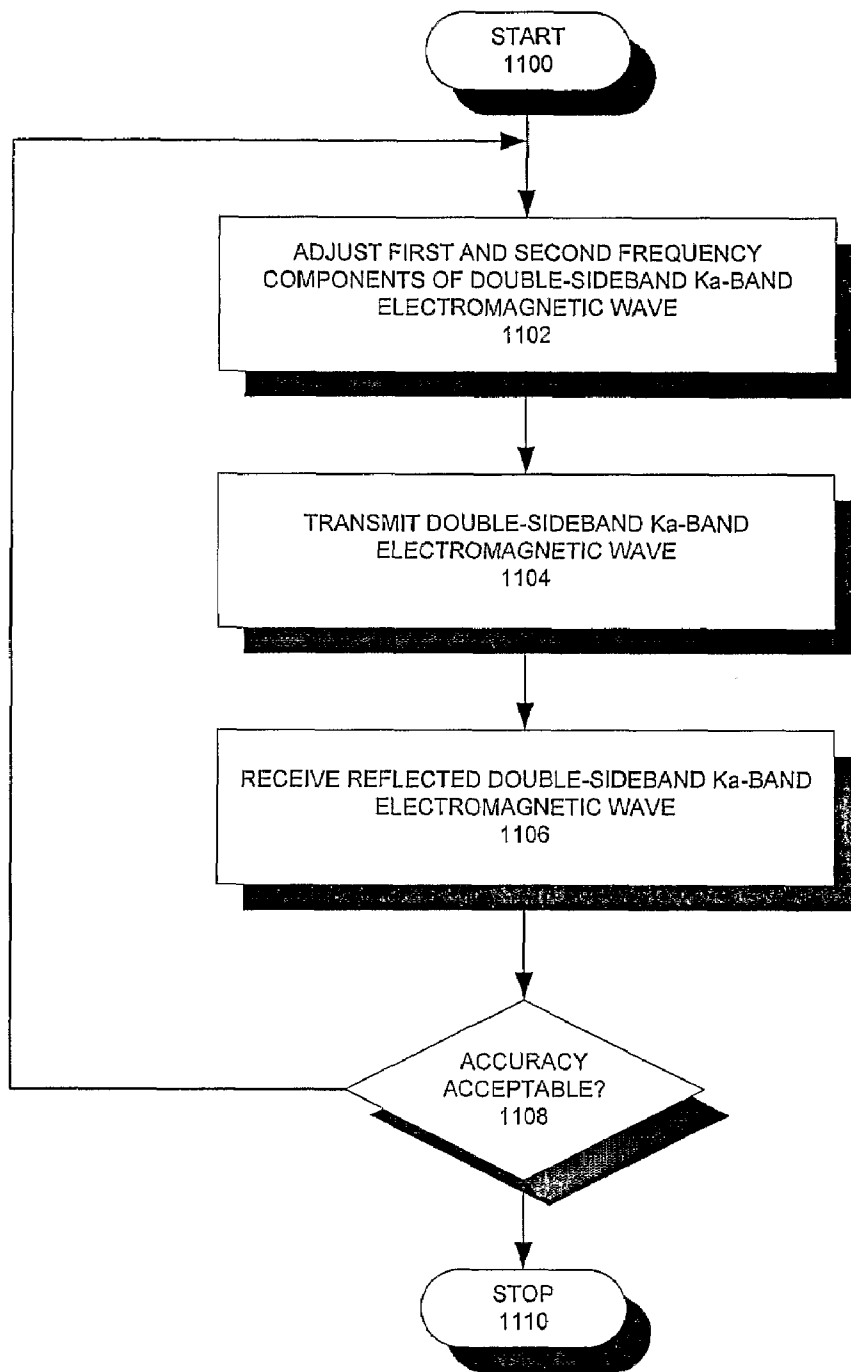 START
1100
ADJUST FIRST AND SECOND FREQUENCY
COMPONENTS OF DOUBLE-SIDEBAND Ka-BAND
ELECTROMAGNETIC WAVE
1102
TRANSMIT DOUBLE-SIDEBAND Ka-BAND
ELECTROMAGNETIC WAVE
1104
RECEIVE REFLECTED DOUBLE-SIDEBAND Ka-BAND
ELECTROMAGNETIC WAVE
1106
ACCURACY
ACCEPTABLE?
1108
STOP
1110